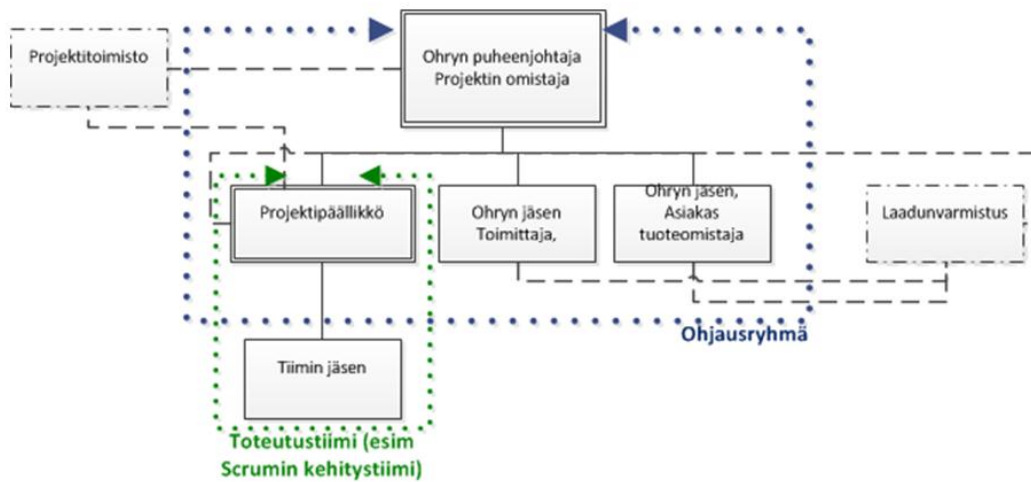 Projektitoimisto
Ohryn puheenjohtaja
Projektin omistaja
Projektipäällikkö
Ohryn jäsen
Toimittaja,
Ohryn jäsen,
Asiakas
tuoteomistaja
Laadunvarmistus
Ohjausryhmä
Tiimin jäsen
Toteutustiimi (esim
Scrumin kehitystiimi)